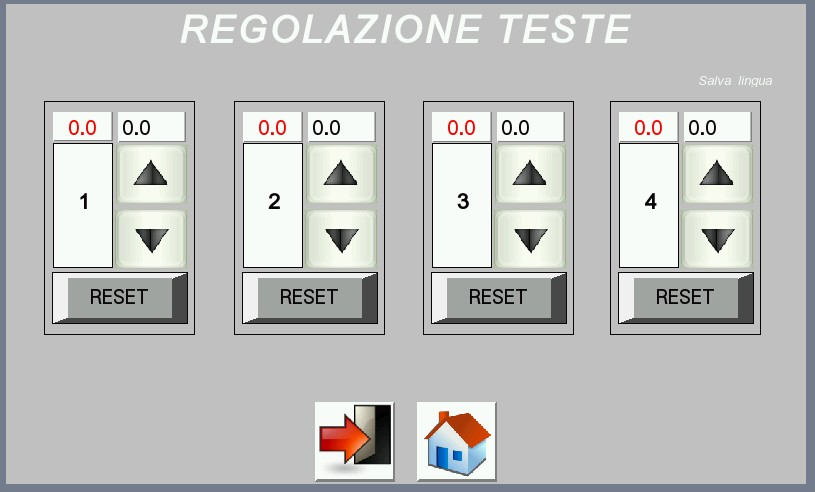 REGOLAZIONE TESTE
Salva lingua
0.0 0.0 0.0 0.0 0.0 0.0 0.0 0.0
1 2 3 4
RESET RESET RESET RESET